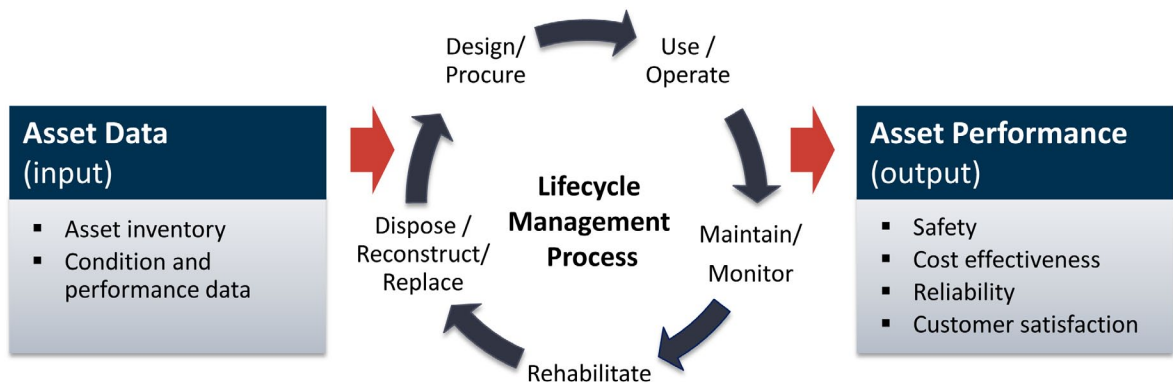 Asset Data
(input)
▪ Asset inventory
▪ Condition and
performance data
Design/
Procure
Use /
Operate
Maintain/
Monitor
Rehabilitate
Dispose /
Reconstruct/
Replace
Lifecycle
Management
Process
Asset Performance
(output)
▪ Safety
▪ Cost effectiveness
▪ Reliability
▪ Customer satisfaction